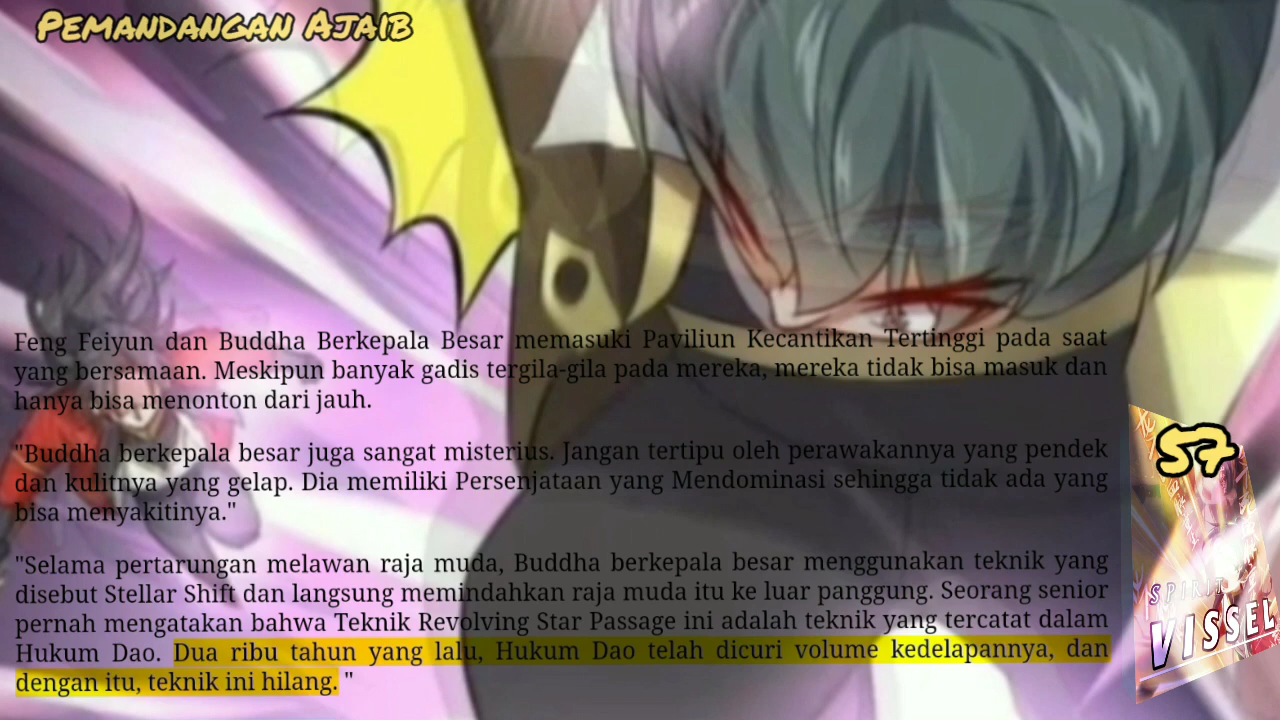 Pemandangan Ajaib
Feng Feiyun dan Buddha Berkepala Besar memasuki Paviliun Kecantikan Tertinggi pada saat
yang bersamaan. Meskipun banyak gadis tergila-gila pada mereka, mereka tidak bisa masuk dan
hanya bisa menonton dari jauh.
"Buddha berkepala besar juga sangat misterius. Jangan tertipu oleh perawakannya yang pendek
dan kulitnya yang gelap. Dia memiliki Persenjataan yang Mendominasi sehingga tidak ada yang
bisa menyakitinya."
"Selama pertarungan melawan raja muda, Buddha berkepala besar menggunakan teknik yang
disebut Stellar Shift dan langsung memindahkan raja muda itu ke luar panggung. Seorang senior
pernah mengatakan bahwa Teknik Revolving Star Passage ini adalah teknik yang tercatat dalam
Hukum Dao. Dua ribu tahun yang lalu, Hukum Dao telah dicuri volume kedelapannya, dan
dengan itu, teknik ini hilang. "
57
SPIRIT
VISSEL